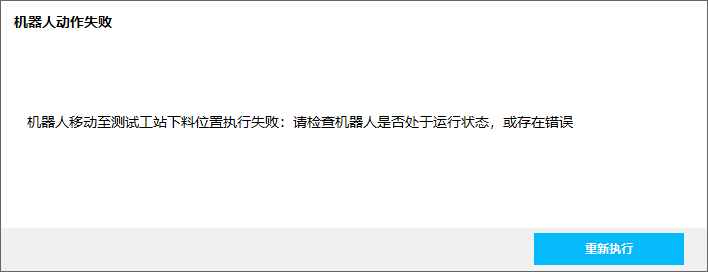 机器人动作失败
机器人移动至测试工站下料位置执行失败：请检查机器人是否处于运行状态，或存在错误
重新执行